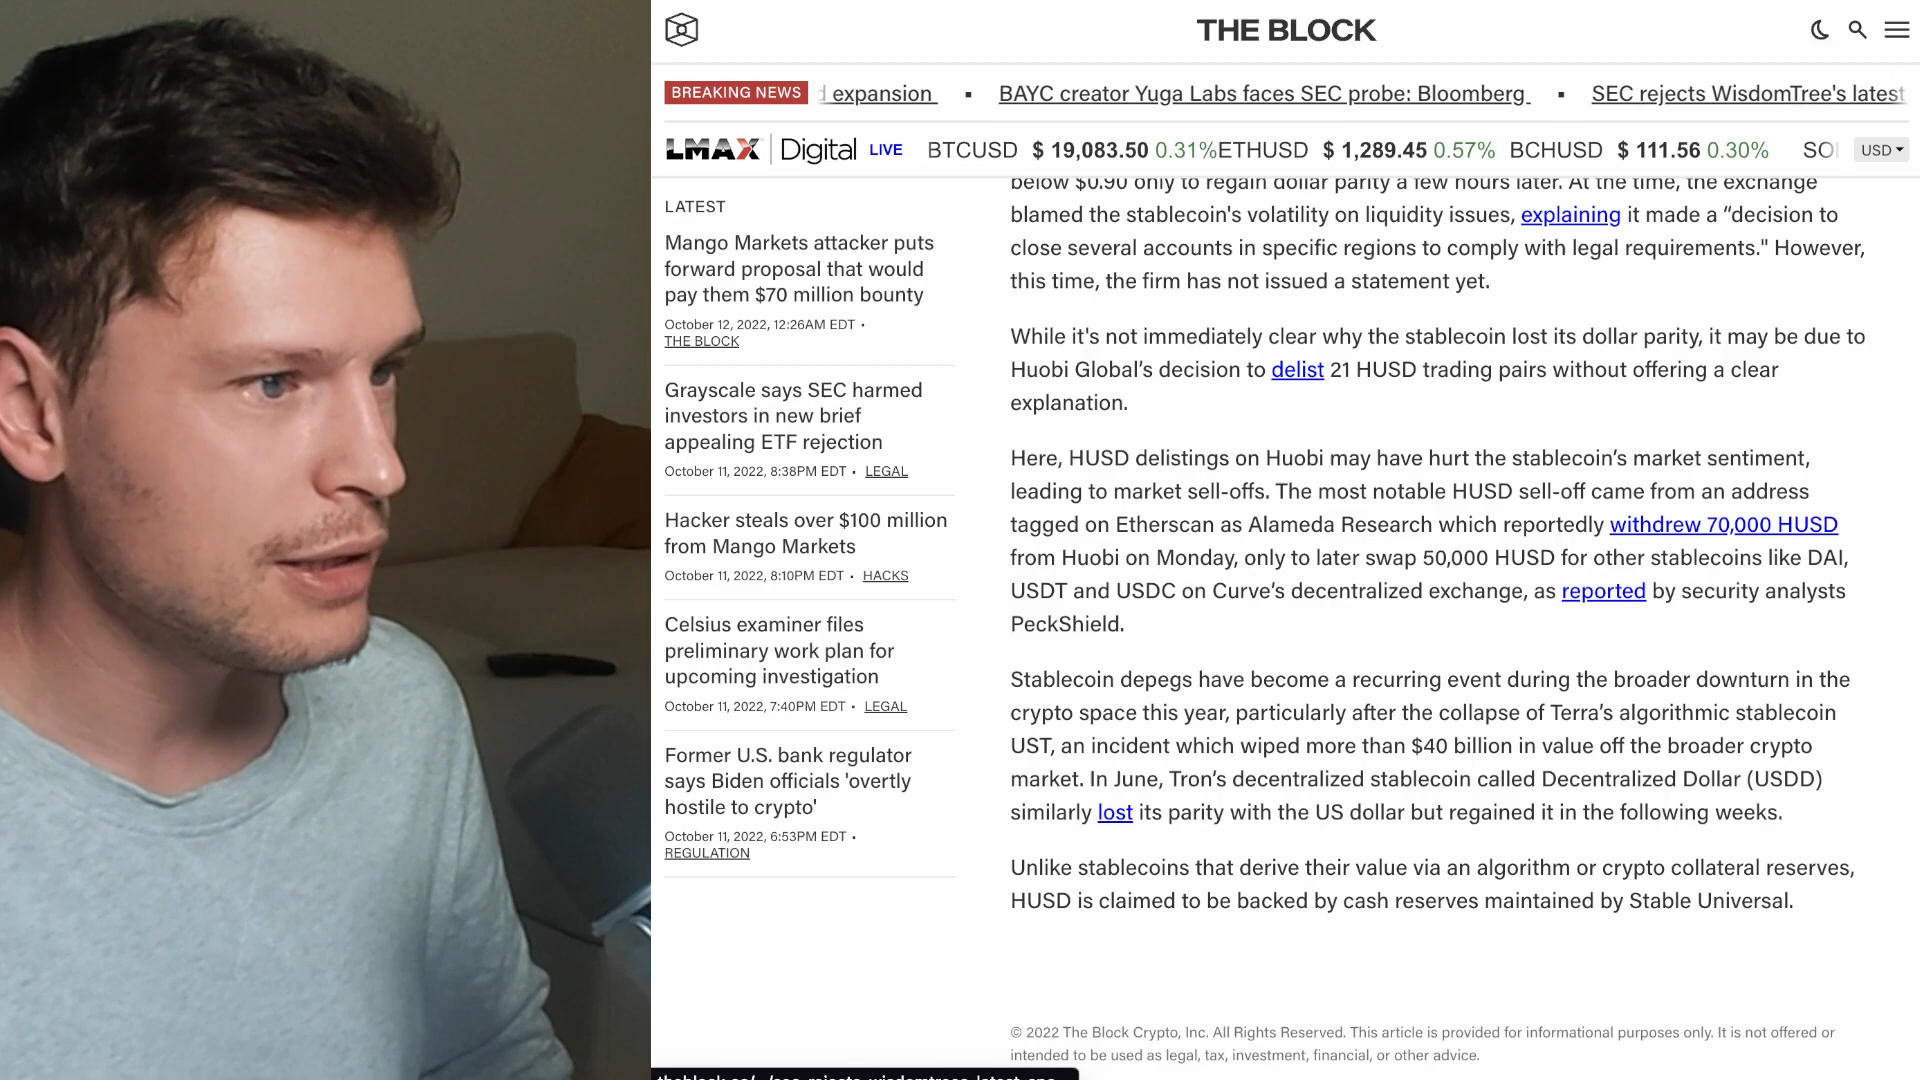 THE BLOCK
BREAKING NEWS
expansion ▪ BAYC creator Yuga Labs faces SEC probe: Bloomberg ▪ SEC rejects WisdomTree's latest
LMAX Digital LIVE BTCUSD $ 19,083.50 0.31% ETHUSD $ 1,289.45 0.57% BCHUSD $ 111.56 0.30% USD
LATEST
Mango Markets attacker puts
forward proposal that would
pay them $70 million bounty
October 12, 2022, 12:26AM EDT •
THE BLOCK
Grayscale says SEC harmed
investors in new brief
appealing ETF rejection
October 11, 2022, 8:38PM EDT • LEGAL
Hacker steals over $100 million
from Mango Markets
October 11, 2022, 8:10PM EDT • HACKS
Celsius examiner files
preliminary work plan for
upcoming investigation
October 11, 2022, 7:40PM EDT • LEGAL
Former U.S. bank regulator
says Biden officials 'overtly
hostile to crypto'
October 11, 2022, 6:53PM EDT •
REGULATION
below $0.90 only to regain dollar parity a few hours later. At the time, the exchange
blamed the stablecoin's volatility on liquidity issues, explaining it made a “decision to
close several accounts in specific regions to comply with legal requirements." However,
this time, the firm has not issued a statement yet.
While it's not immediately clear why the stablecoin lost its dollar parity, it may be due to
Huobi Global’s decision to delist 21 HUSD trading pairs without offering a clear
explanation.
Here, HUSD delistings on Huobi may have hurt the stablecoin’s market sentiment,
leading to market sell-offs. The most notable HUSD sell-off came from an address
tagged on Etherscan as Alameda Research which reportedly withdrew 70,000 HUSD
from Huobi on Monday, only to later swap 50,000 HUSD for other stablecoins like DAI,
USDT and USDC on Curve’s decentralized exchange, as reported by security analysts
PeckShield.
Stablecoin depegs have become a recurring event during the broader downturn in the
crypto space this year, particularly after the collapse of Terra’s algorithmic stablecoin
UST, an incident which wiped more than $40 billion in value off the broader crypto
market. In June, Tron’s decentralized stablecoin called Decentralized Dollar (USDD)
similarly lost its parity with the US dollar but regained it in the following weeks.
Unlike stablecoins that derive their value via an algorithm or crypto collateral reserves,
HUSD is claimed to be backed by cash reserves maintained by Stable Universal.
© 2022 The Block Crypto, Inc. All Rights Reserved. This article is provided for informational purposes only. It is not offered or
intended to be used as legal, tax, investment, financial, or other advice.